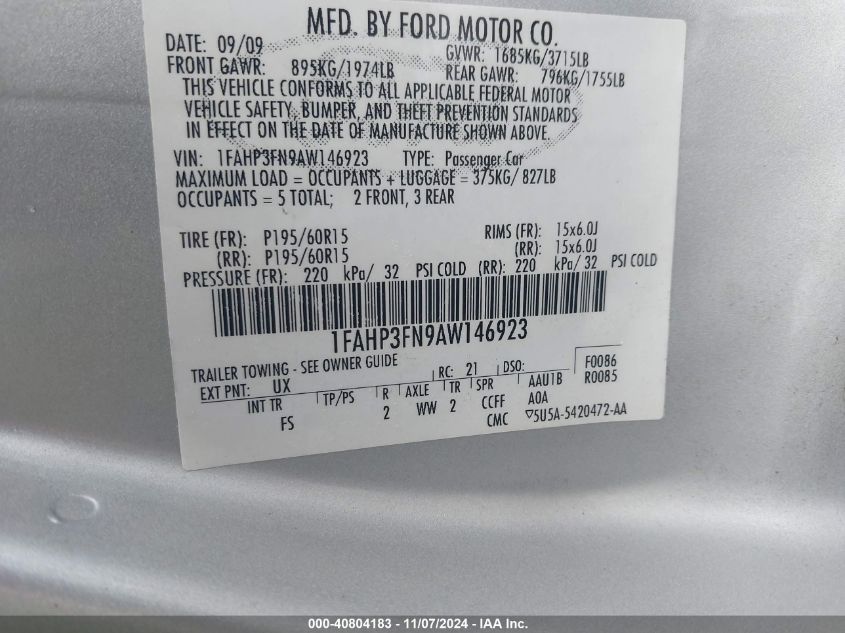 MFD. BY FORD MOTOR CO.
DATE: 09/09 GVWR: 1685KG/3715LB
FRONT GAWR: 895KG/1974LB REAR GAWR: 796KG/1755LB
THIS VEHICLE CONFORMS TO ALL APPLICABLE FEDERAL MOTOR
VEHICLE SAFETY, BUMPER, AND THEFT PREVENTION STANDARDS
IN EFFECT ON THE DATE OF MANUFACTURE SHOWN ABOVE.
VIN: 1FAHP3FN9AW146923 TYPE: Passenger Car
MAXIMUM LOAD = OCCUPANTS + LUGGAGE = 375KG/ 827LB
OCCUPANTS = 5 TOTAL; 2 FRONT, 3 REAR
TIRE (FR): P195/60R15 RIMS (FR): 15x6.0J
(RR): P195/60R15 (RR): 15x6.0J
PRESSURE (FR): 220 kPa/ 32 PSI COLD (RR): 220 kPa/ 32 PSI COLD
1FAHP3FN9AW146923
TRAILER TOWING - SEE OWNER GUIDE
EXT PNT: UX RC: 21 DSO: F0086
R0085
INT TR TP/PS R AXLE TR SPR AAU1B
FS 2 WW 2 CCFF A0A
CMC ▽5U5A-5420472-AA
000-40804183 - 11/07/2024 - IAA Inc.